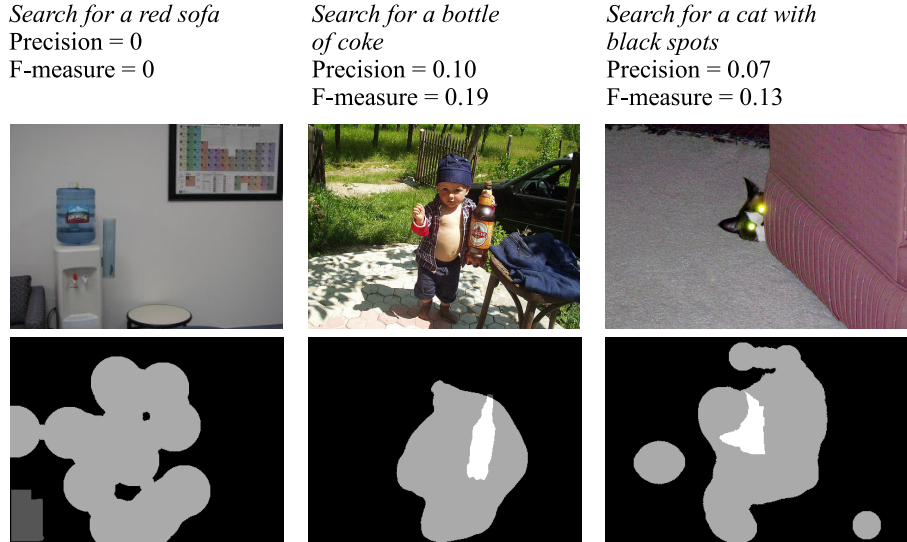 Search for a red sofa
Precision = 0
F-measure = 0
Search for a bottle
of coke
Precision = 0.10
F-measure = 0.19
Search for a cat with
black spots
Precision = 0.07
F-measure = 0.13